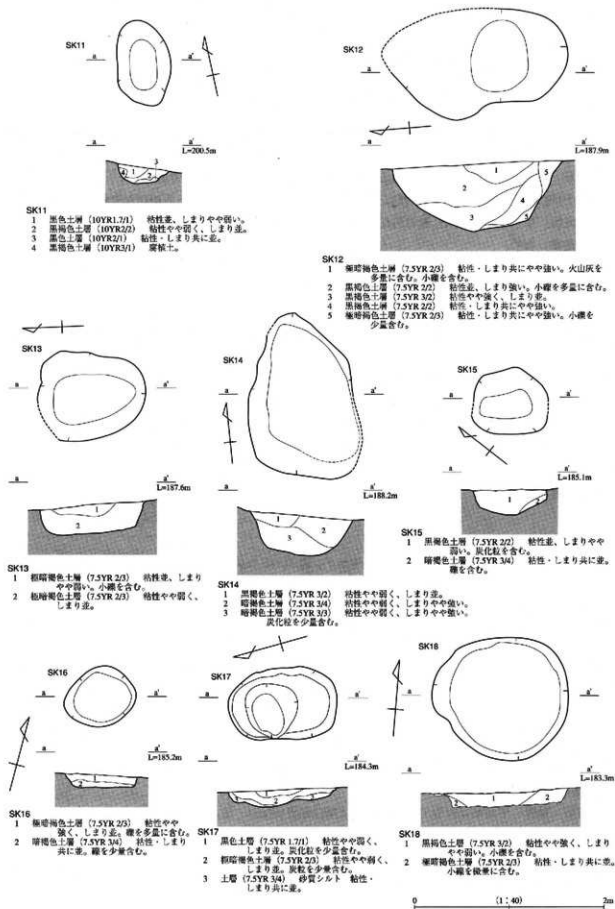 SK11
a
a'
a
a'
L=200.5m
3
4
1
2
SK11
1 黒色土層 (10YR1.7/1) 粘性並、しまりやや弱い。
2 黒褐色土層 (10YR2/2) 粘性やや弱く、しまり並。
3 黒色土層 (10YR2/1) 粘性・しまり共に並。
4 黒褐色土層 (10YR3/1) 腐植土。
SK12
a
a'
a
a'
L=187.9m
1
2
3
4
5
5
SK12
1 極暗褐色土層 (7.5YR 2/3) 粘性・しまり共にやや強い。火山灰を
多量に含む。小礫を含む。
2 黒褐色土層 (7.5YR 2/2) 粘性並、しまり強い。小礫を多量に含む。
3 黒褐色土層 (7.5YR 3/2) 粘性やや強く、しまり並。
4 黒褐色土層 (7.5YR 2/2) 粘性・しまり共にやや強い。
5 極暗褐色土層 (7.5YR 2/3) 粘性・しまり共にやや強い。小礫を
少量含む。
SK13
a
a'
a
a'
L=187.6m
1
2
SK13
1 極暗褐色土層 (7.5YR 2/3) 粘性並、しまり
やや弱い。小礫を含む。
2 極暗褐色土層 (7.5YR 2/3) 粘性やや弱く、
しまり並。
SK14
a
a'
a
a'
L=188.2m
1
2
3
SK14
1 黒褐色土層 (7.5YR 3/2) 粘性やや弱く、しまり並。
2 暗褐色土層 (7.5YR 3/4) 粘性やや弱く、しまりやや強い。
3 暗褐色土層 (7.5YR 3/3) 粘性やや弱く、しまりやや強い。
炭化粒を少量含む。
SK15
a
a'
a
a'
L=185.1m
1
2
SK15
1 黒褐色土層 (7.5YR 2/2) 粘性並、しまりやや
弱い。炭化粒を含む。
2 暗褐色土層 (7.5YR 3/4) 粘性・しまり共に並。
礫を含む。
SK16
a
a'
a
a'
L=185.2m
1
2
SK16
1 極暗褐色土層 (7.5YR 2/3) 粘性やや
強く、しまり並。礫を多量に含む。
2 暗褐色土層 (7.5YR 3/4) 粘性・しまり
共に並。礫を少量含む。
SK17
a
a'
a
a'
L=184.3m
1
2
3
SK17
1 黒色土層 (7.5YR 1.7/1) 粘性やや弱く、
しまり並。炭化粒を少量含む。
2 極暗褐色土層 (7.5YR 2/3) 粘性やや弱く、
しまり並。炭粒を少量含む。
3 土層 (7.5YR 3/4) 砂質シルト 粘性・
しまり共に並。
SK18
a
a'
a
a'
L=183.3m
2
1
2
SK18
1 黒褐色土層 (7.5YR 3/2) 粘性やや強く、しまり
やや弱い。小礫を含む。
2 極暗褐色土層 (7.5YR 2/3) 粘性・しまり共に並。
小礫を微量に含む。
0 (1:40) 2m